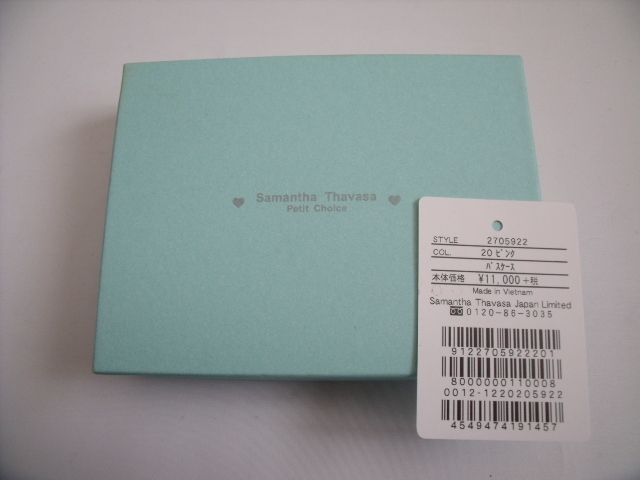 Samantha Thavasa
Petit Choice
STYLE 2705922
COL. 20 ピンク
パスケース
本体価格 ¥11,000+税
Made in Vietnam
Samantha Thavasa Japan Limited
0120-86-3035
9122705922201
8000000110008
0012-1220205922
4549474191457